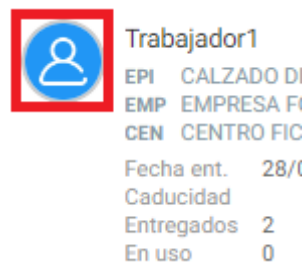 Trabajador1
EPI CALZADO
EMP EMPRESA
CEN CENTRO
Fecha ent.
Caducidad
Entregados 2
En uso 0